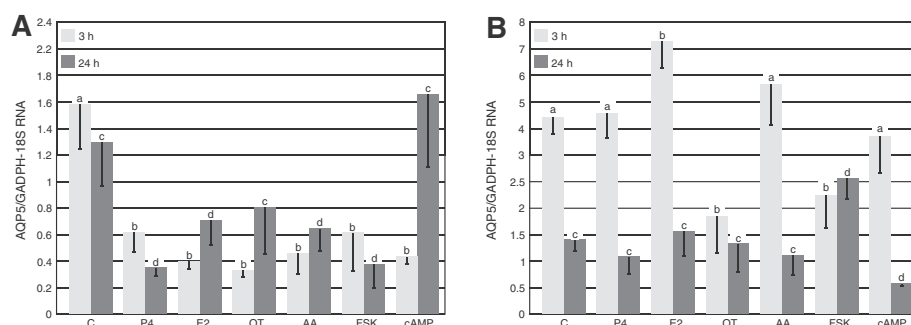 A
2.4
2.2
1.8
1.6
1.4
1.2
1
0.8
0.6
0.4
0.2
0
AQP5/GADPH-18S RNA
3 h
24 h
a c b d b d b c b d b d b c
C P4 E2 OT AA FSK cAMP
B
8
7
6
5
4
3
2.5
2
1.5
1
0.5
0
AQP5/GADPH-18S RNA
3 h
24 h
a c a c b c b c a c b d a d
C P4 E2 OT AA FSK cAMP